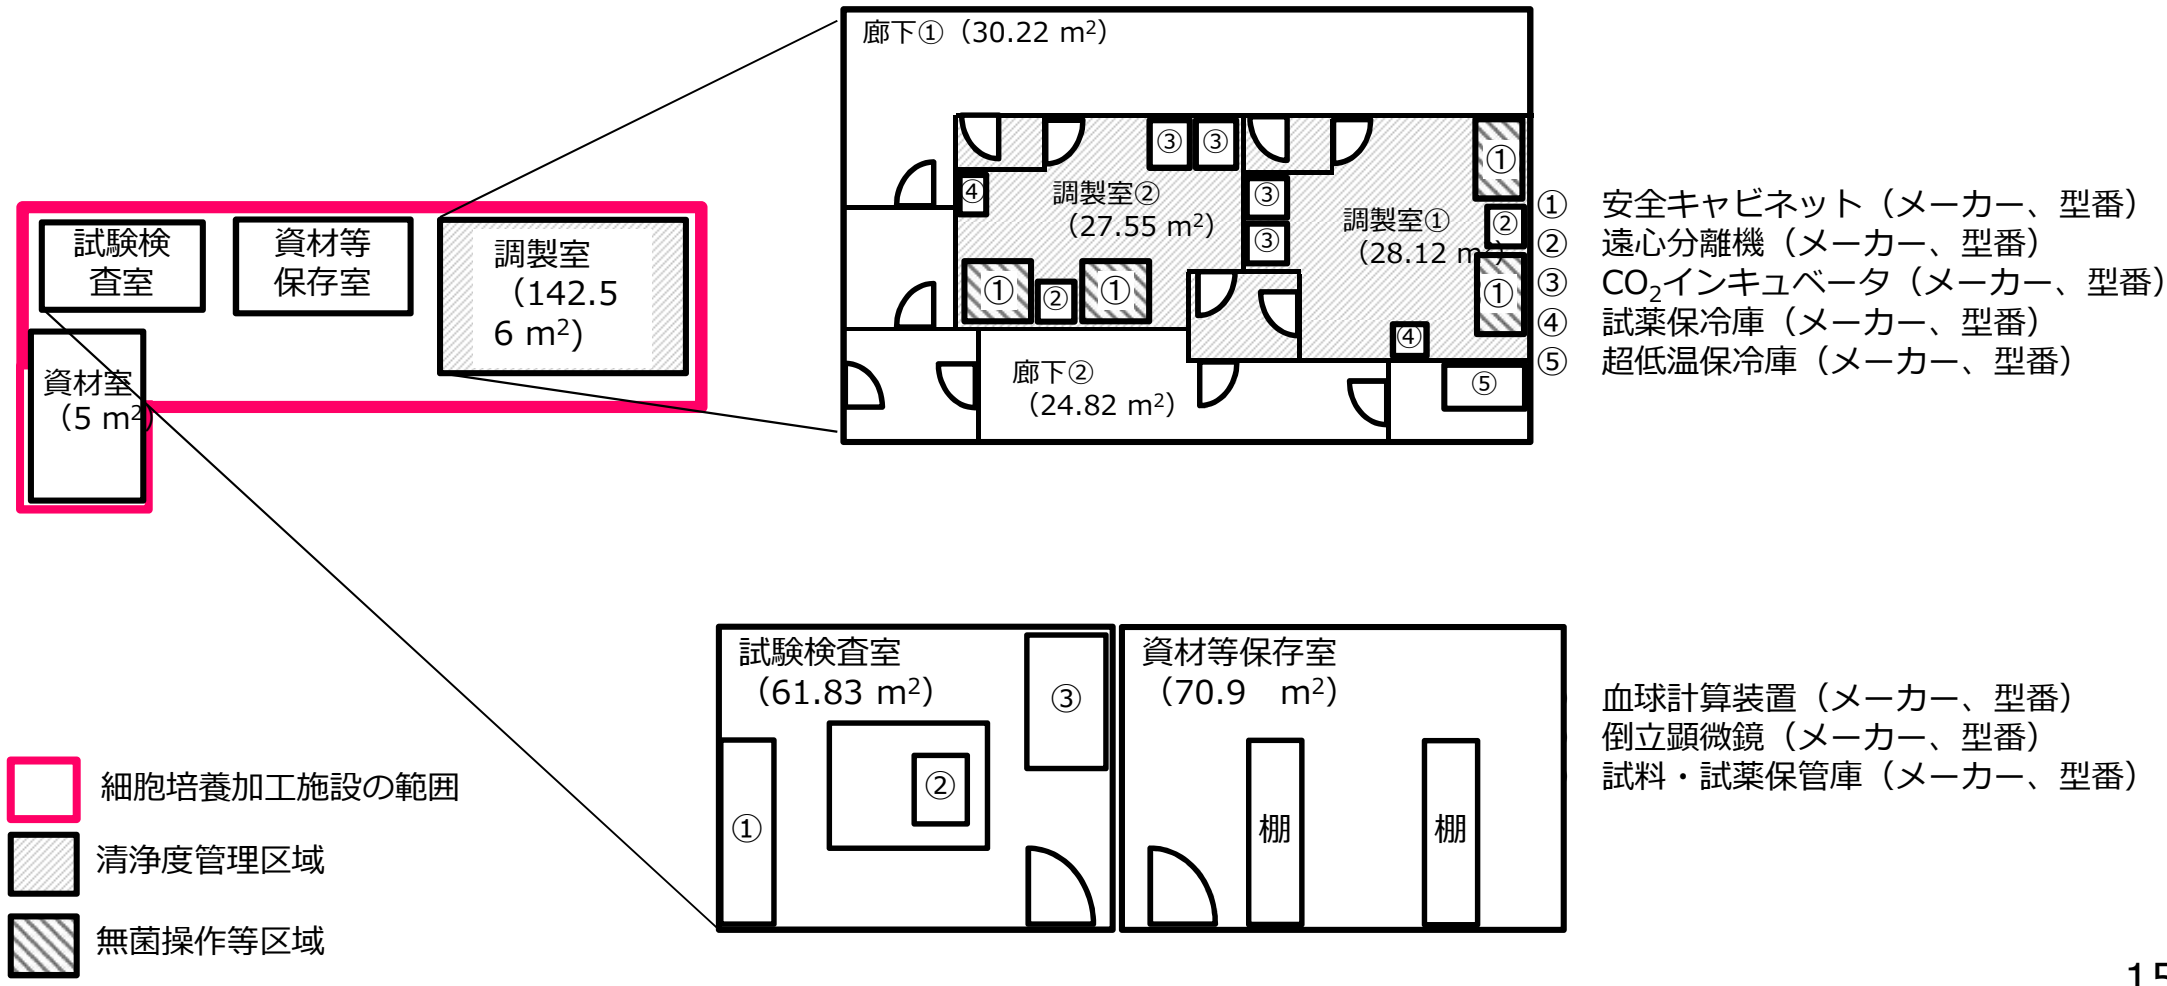 廊下①（30.22 m²）
③
③
①
④
調製室②
（27.55 m²）
③
③
調製室①
（28.12 m²）
②
①
①
②
①
④
廊下②
（24.82 m²）
⑤
① 安全キャビネット（メーカー、型番）
② 遠心分離機（メーカー、型番）
③ CO₂インキュベータ（メーカー、型番）
④ 試薬保冷庫（メーカー、型番）
⑤ 超低温保冷庫（メーカー、型番）
試験検
査室
資材等
保存室
調製室
（142.5
6 m²）
資材室
（5 m²）
試験検査室
（61.83 m²）
③
②
①
資材等保存室
（70.9　m²）
棚
棚
血球計算装置（メーカー、型番）
倒立顕微鏡（メーカー、型番）
試料・試薬保管庫（メーカー、型番）
細胞培養加工施設の範囲
清浄度管理区域
無菌操作等区域